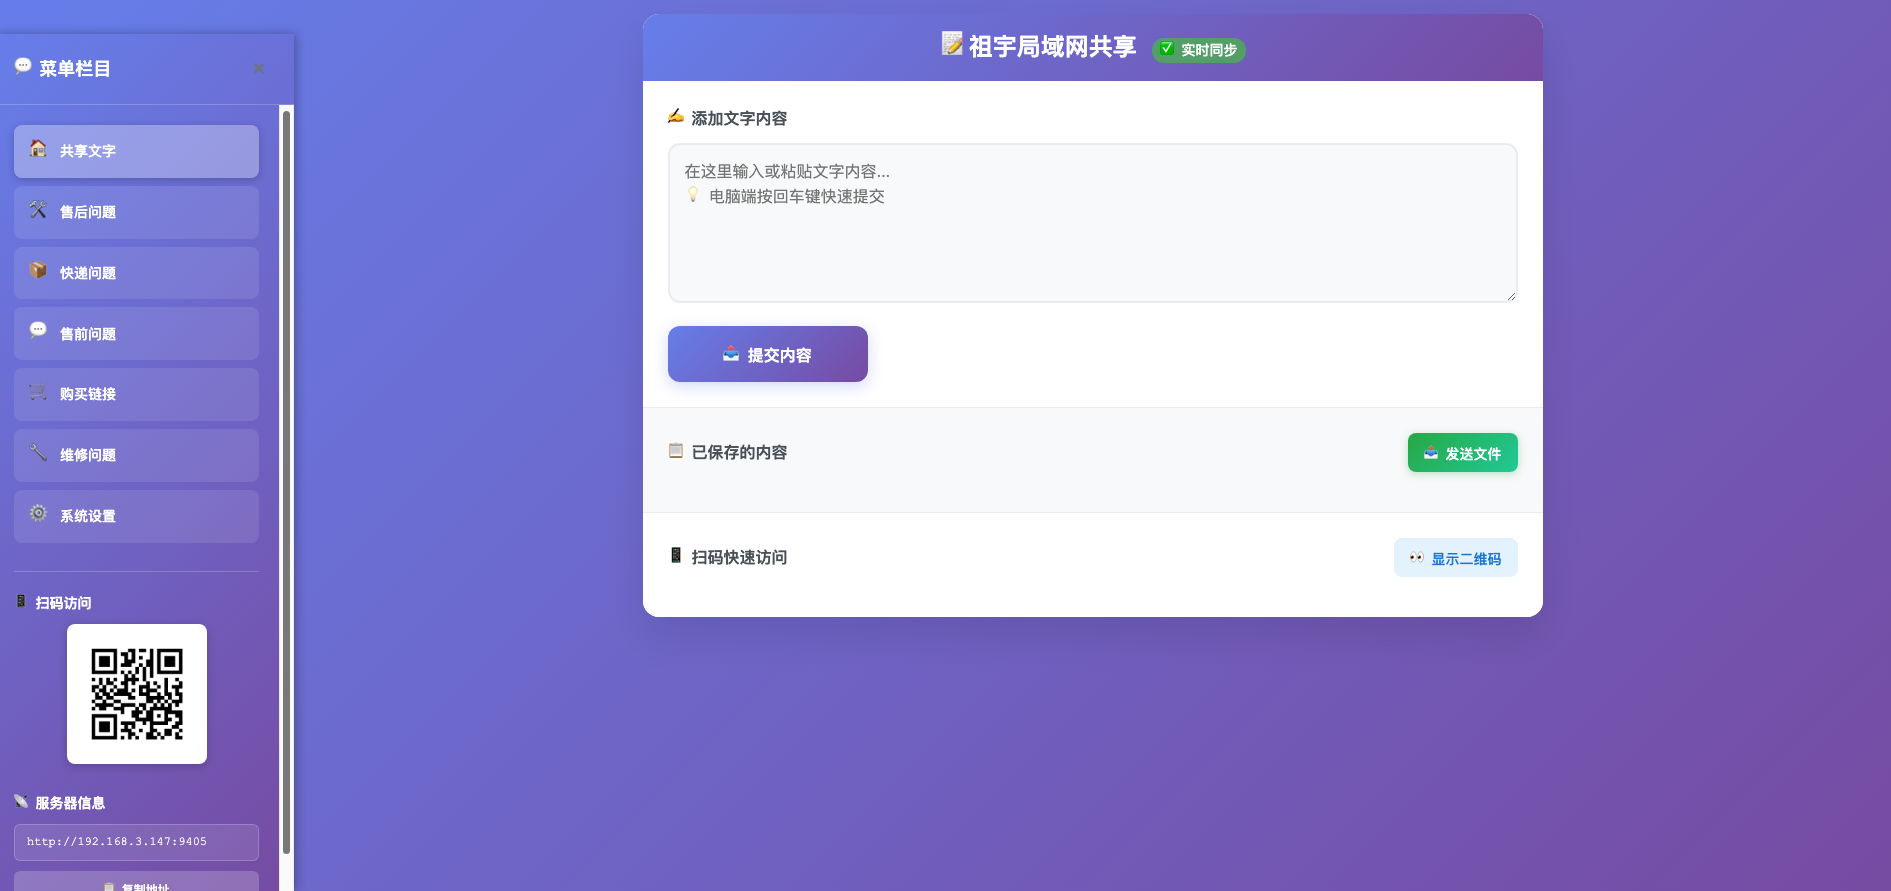 菜单栏目
×
共享文字
售后问题
快递问题
售前问题
购买链接
维修问题
系统设置
扫码访问
服务器信息
http://192.168.3.147:9405
复制地址
祖宇局域网共享
实时同步
添加文字内容
在这里输入或粘贴文字内容...
电脑端按回车键快速提交
提交内容
已保存的内容
发送文件
扫码快速访问
显示二维码